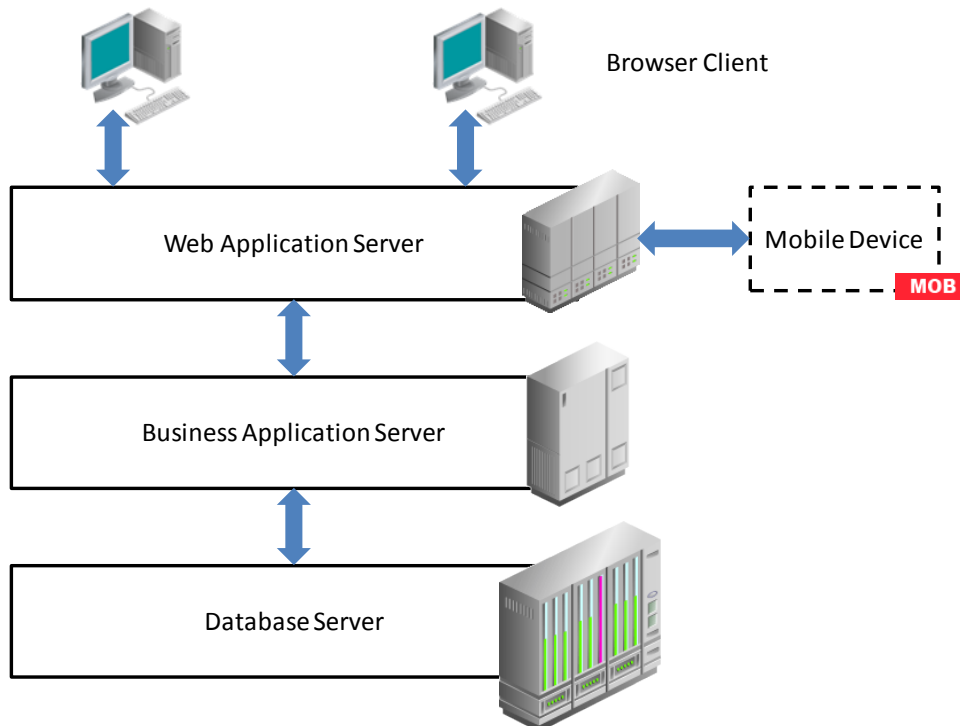 Browser Client
Web Application Server
Mobile Device
MOB
Business Application Server
Database Server